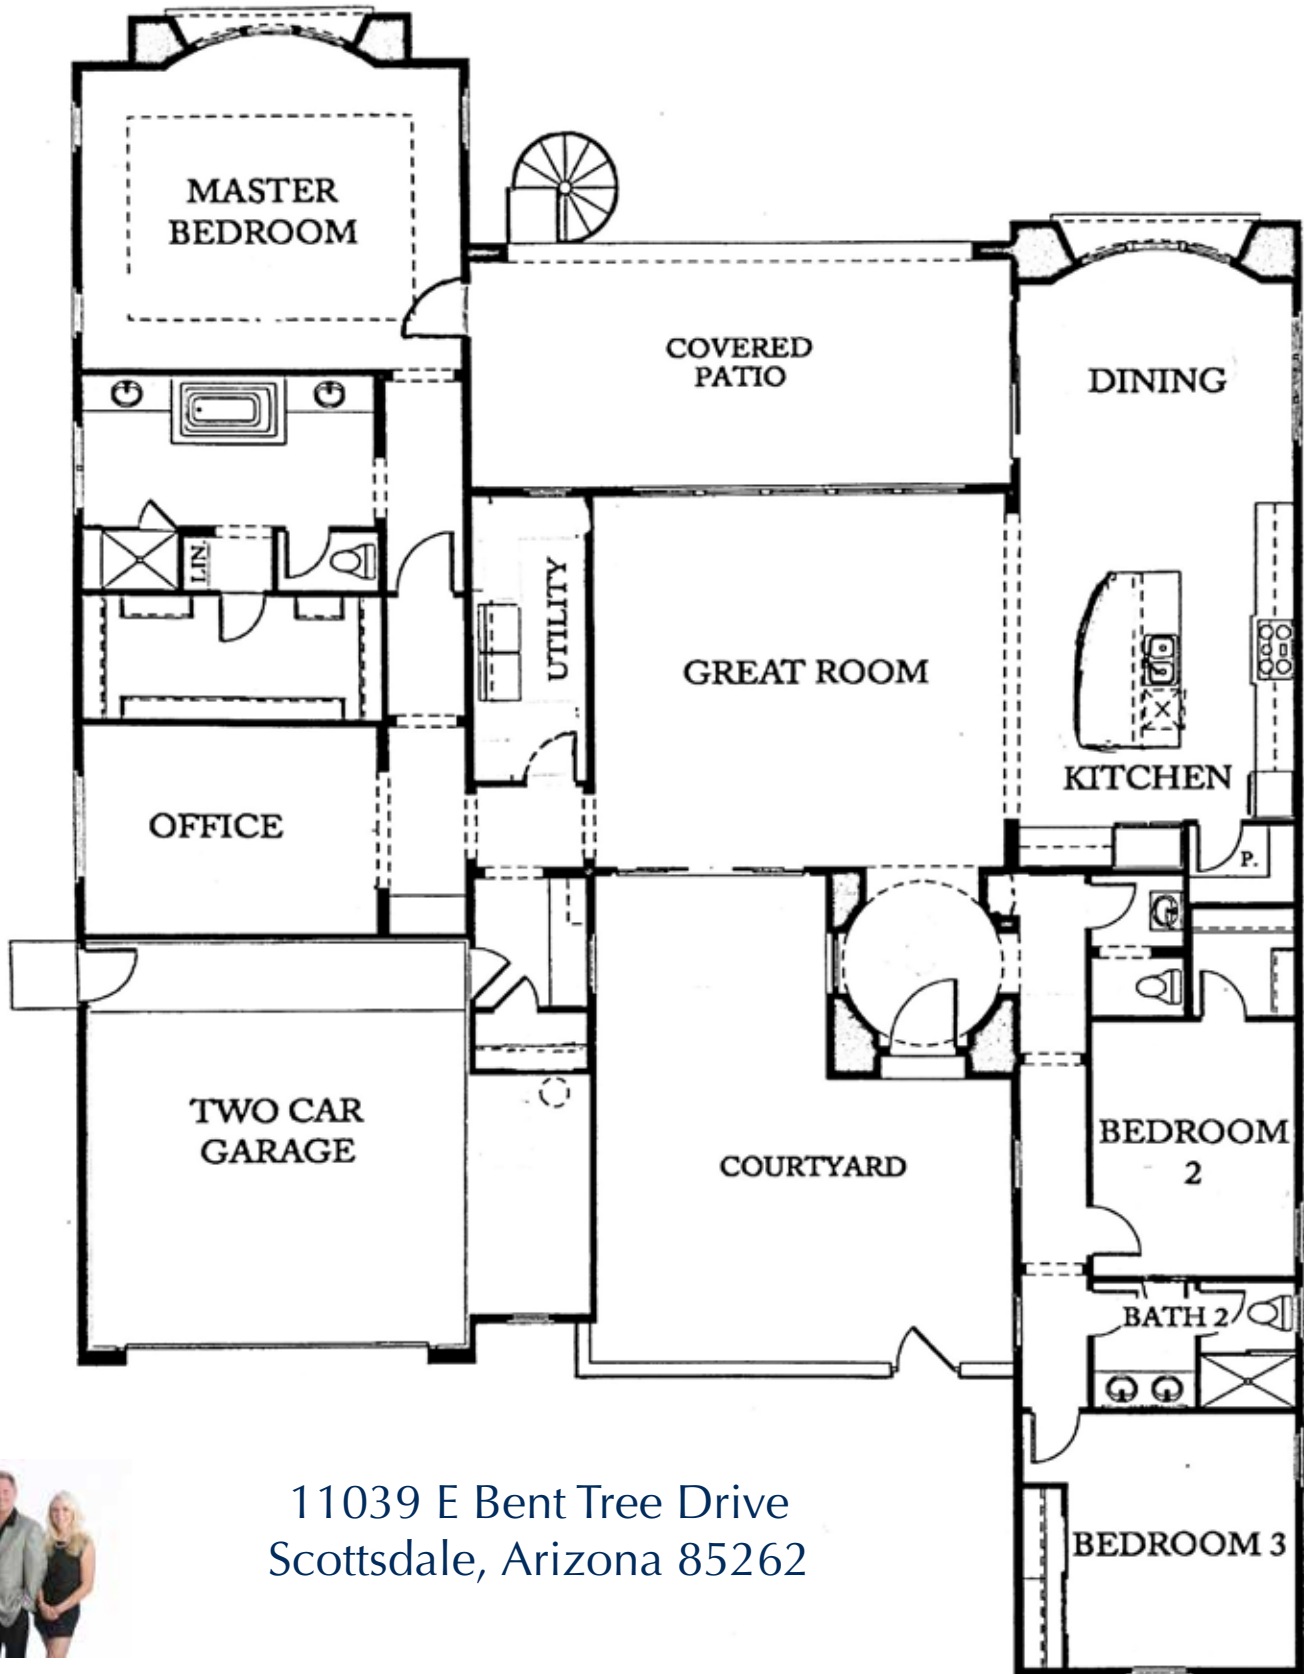 MASTER
BEDROOM
COVERED
PATIO
DINING
LIN.
UTILITY
GREAT ROOM
KITCHEN
OFFICE
P.
TWO CAR
GARAGE
COURTYARD
BEDROOM
2
BATH 2
BEDROOM 3
11039 E Bent Tree Drive
Scottsdale, Arizona 85262